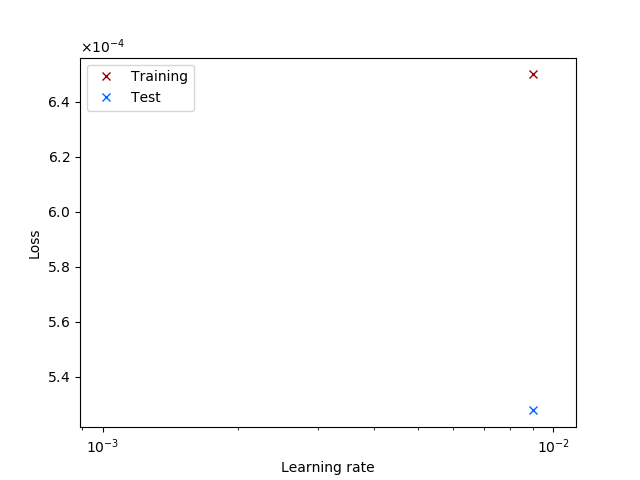 ×10⁻⁴
Training
Test
6.4
6.2
6.0
5.8
5.6
5.4
Loss
10⁻³
10⁻²
Learning rate